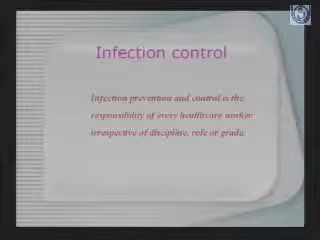 Infection control
Infection prevention and control is the
responsibility of every healthcare worker
irrespective of discipline, role or grade.